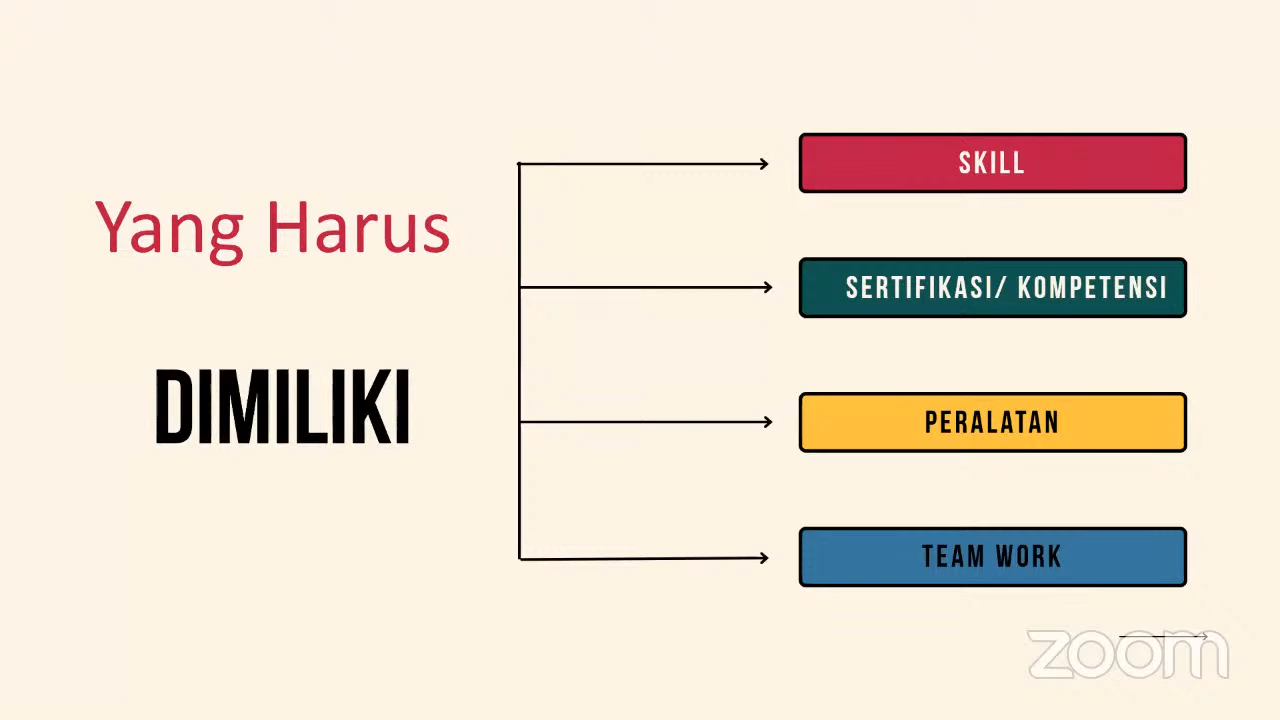 Yang Harus
DIMILIKI
SKILL
SERTIFIKASI/ KOMPETENSI
PERALATAN
TEAM WORK
zoom